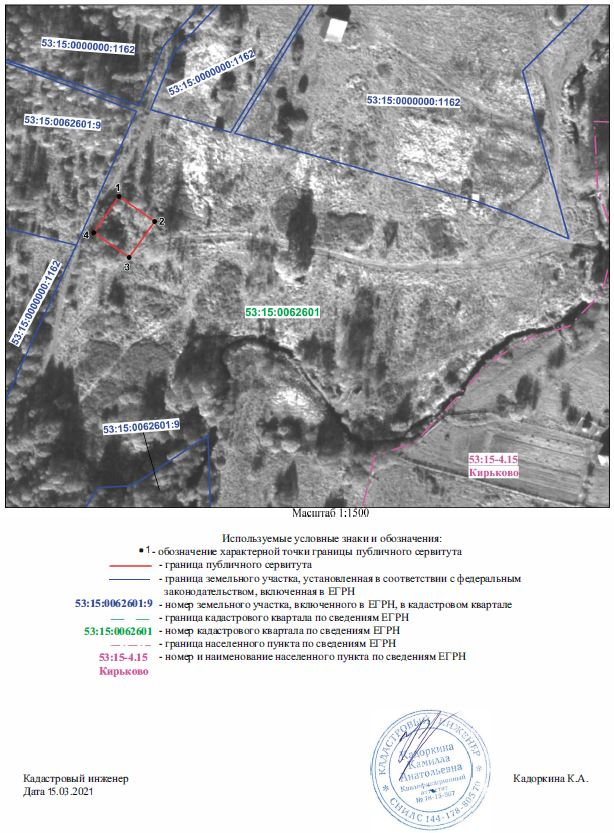 53:15:0000000:1162
53:15:0000000:1162
53:15:0000000:1162
53:15:0062601:9
1
2
4
3
53:15:0000000:1162
53:15:0062601
53:15:0062601:9
53:15-4.15
Кирьково
Масштаб 1:1500
Используемые условные знаки и обозначения:
1 - обозначение характерной точки границы публичного сервитута
- граница публичного сервитута
- граница земельного участка, установленная в соответствии с федеральным
законодательством, включенная в ЕГРН
53:15:0062601:9 - номер земельного участка, включенного в ЕГРН, в кадастровом квартале
- граница кадастрового квартала по сведениям ЕГРН
53:15:0062601 - номер кадастрового квартала по сведениям ЕГРН
- граница населенного пункта по сведениям ЕГРН
53:15-4.15 - номер и наименование населенного пункта по сведениям ЕГРН
Кирьково
КАДАСТРОВЫЙ ИНЖЕНЕР
Кадоркина
Камилла
Анатольевна
Квалификационный
аттестат
СНИЛС 144-178-805 70
Кадастровый инженер
Кадоркина К.А.
Дата 15.03.2021